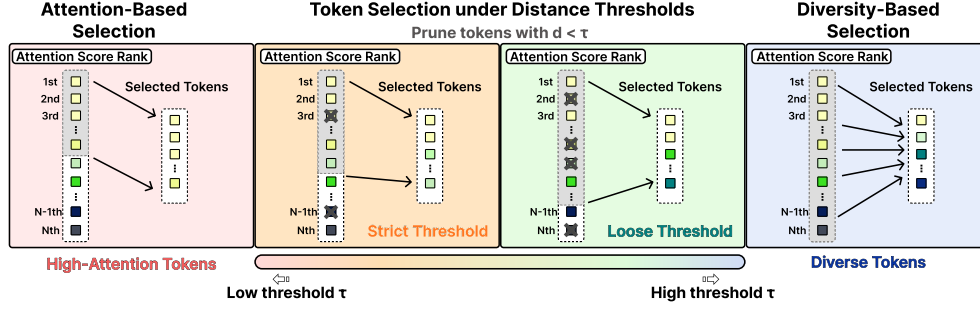 Attention-Based
Selection
Token Selection under Distance Thresholds
Prune tokens with d < τ
Diversity-Based
Selection
Attention Score Rank
Selected Tokens
1st
2nd
3rd
N-1th
Nth
Attention Score Rank
Selected Tokens
1st
2nd
3rd
N-1th
Nth
Strict Threshold
Attention Score Rank
Selected Tokens
1st
2nd
3rd
N-1th
Nth
Loose Threshold
Attention Score Rank
Selected Tokens
1st
2nd
3rd
N-1th
Nth
High-Attention Tokens
Diverse Tokens
Low threshold τ
High threshold τ